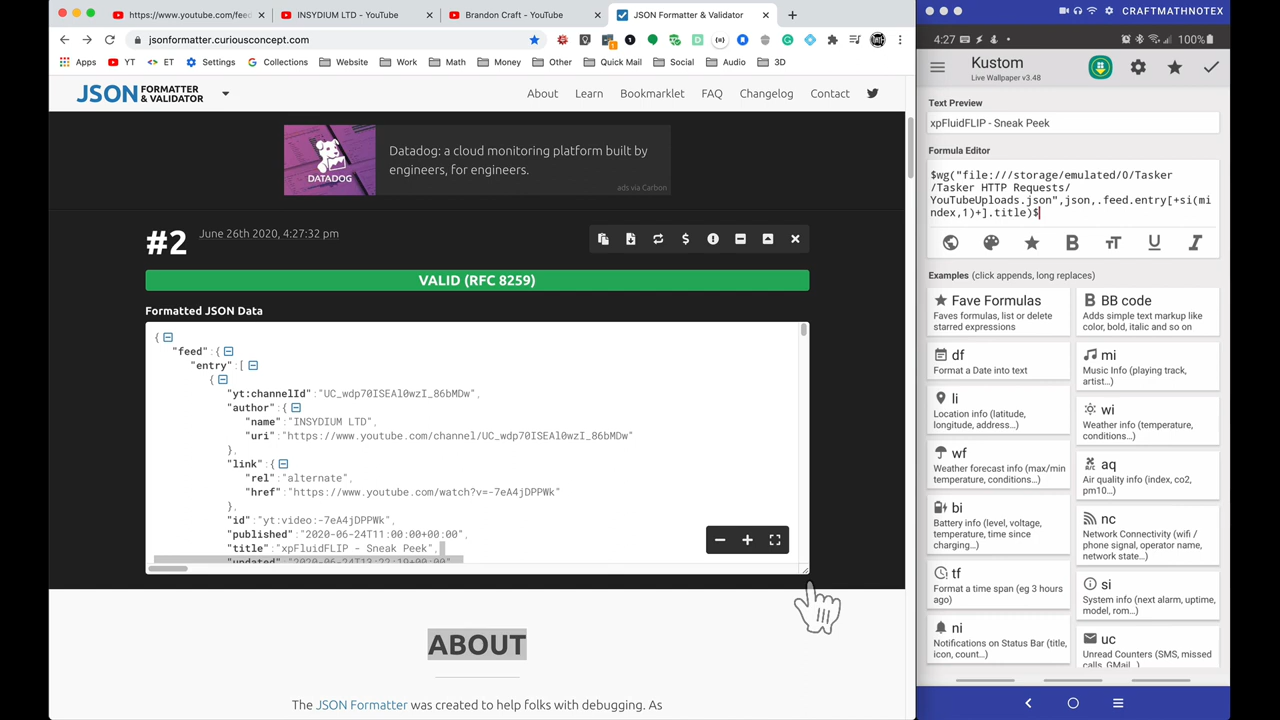 https://www.youtube.com/feed
INSYDIUM LTD - YouTube
Brandon Craft - YouTube
JSON Formatter & Validator
jsonformatter.curiousconcept.com
Apps
YT
ET
Settings
Collections
Website
Work
Math
Money
Other
Quick Mail
Social
Audio
3D
JSON FORMATTER & VALIDATOR
About
Learn
Bookmarklet
FAQ
Changelog
Contact
DATADOG
Datadog: a cloud monitoring platform built by
engineers, for engineers.
ads via Carbon
#2
June 26th 2020, 4:27:32 pm
VALID (RFC 8259)
Formatted JSON Data
{
"feed":{
"entry":[
{
"yt:channelId":"UC_wdp70ISEAl0wzI_86bMDw",
"author":{
"name":"INSYDIUM LTD",
"uri":"https://www.youtube.com/channel/UC_wdp70ISEAl0wzI_86bMDw"
},
"link":{
"rel":"alternate",
"href":"https://www.youtube.com/watch?v=-7eA4jDPPWk"
},
"id":"yt:video:-7eA4jDPPWk",
"published":"2020-06-24T11:00:00+00:00",
"title":"xpFluidFLIP - Sneak Peek",
"updated":"2020-06-24T13:22:19+00:00"
ABOUT
The JSON Formatter was created to help folks with debugging. As
CRAFTMATHNOTEX
4:27
100%
Kustom
Live Wallpaper v3.48
Text Preview
xpFluidFLIP - Sneak Peek
Formula Editor
$wg("file:///storage/emulated/0/Tasker
/Tasker HTTP Requests/
YouTubeUploads.json",json,.feed.entry[+si(mi
ndex,1)+].title)$
B
TT
U
I
Examples (click appends, long replaces)
Fave Formulas
Faves formulas, list or delete
starred expressions
B BB code
Adds simple text markup like
color, bold, italic and so on
df
Format a Date into text
mi
Music Info (playing track,
artist...)
li
Location info (latitude,
longitude, address...)
wi
Weather info (temperature,
conditions...)
wf
Weather forecast info (max/min
temperature, conditions...)
aq
Air quality info (index, co2,
pm10...)
bi
Battery info (level, voltage,
temperature, time since
charging...)
nc
Network Connectivity (wifi /
phone signal, operator name,
network state...)
tf
Format a time span (eg 3 hours
ago)
si
System info (next alarm, uptime,
model, rom...)
ni
Notifications on Status Bar (title,
icon, count...)
uc
Unread Counters (SMS, missed
calls, GMail...)